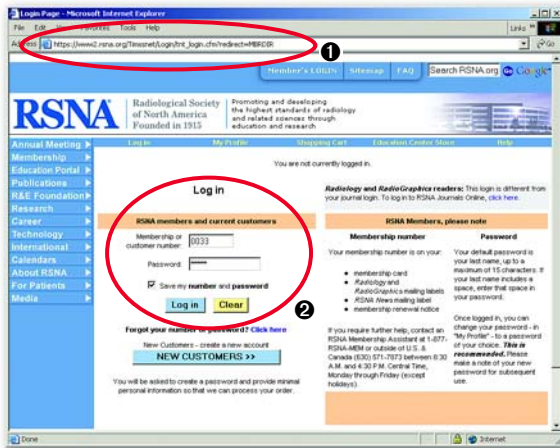 Login Page - Microsoft Internet Explorer
File Edit View Favorites Tools Help
Links
Address https://www2.rsna.org/Timssnet/Login/tnt_login.cfm?redirect=MBRDIR
Go
❶
Member's LOGIN Sitemap FAQ Search RSNA.org Google
RSNA
Radiological Society
of North America
Founded in 1915
Promoting and developing
the highest standards of radiology
and related sciences through
education and research
Log in My Profile Shopping Cart Education Center Store Help
Annual Meeting
Membership
Education Portal
Publications
R&E Foundation
Research
Career
Technology
International
Calendars
About RSNA
For Patients
Media
You are not currently logged in.
Log in
RSNA members and current customers
Membership or
customer number: 0033
Password:
Save my number and password
Log in Clear
❷
Forgot your number or password? Click here
New Customers - create a new account
NEW CUSTOMERS >>
You will be asked to create a password and provide minimal
personal information so that we can process your order.
Radiology and RadioGraphics readers: This login is different from
your journal login. To log in to RSNA Journals Online, click here.
RSNA Members, please note
Membership number
Your membership number is on your:
membership card
Radiology and
RadioGraphics mailing labels
RSNA News mailing label
membership renewal notice
If you require further help, contact an
RSNA Membership Assistant at 1-877-
RSNA-MEM or outside of U.S. &
Canada (630) 571-7873 between 8:30
A.M. and 4:30 P.M. Central Time,
Monday through Friday (except
holidays).
Password
Your default password is
your last name, up to a
maximum of 15 characters. If
your last name includes a
space, enter that space in
your password.
Once logged in, you can
change your password - in
"My Profile" - to a password
of your choice. This is
recommended. Please
make a note of your new
password for subsequent
use.
Done
Internet